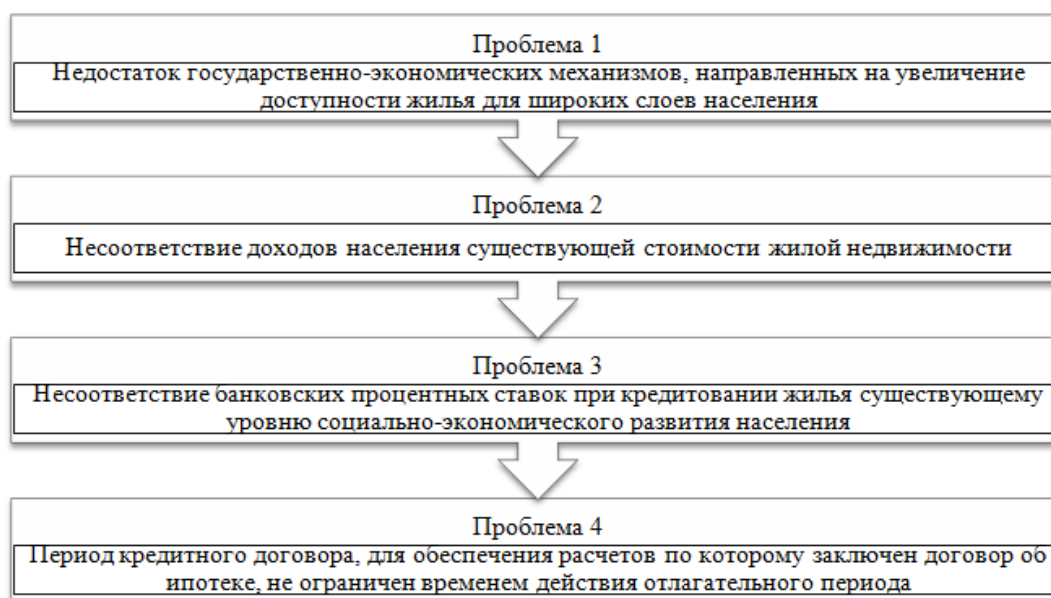 Проблема 1
Недостаток государственно-экономических механизмов, направленных на увеличение
доступности жилья для широких слоев населения
Проблема 2
Несоответствие доходов населения существующей стоимости жилой недвижимости
Проблема 3
Несоответствие банковских процентных ставок при кредитовании жилья существующему
уровню социально-экономического развития населения
Проблема 4
Период кредитного договора, для обеспечения расчетов по которому заключен договор об
ипотеке, не ограничен временем действия отлагательного периода